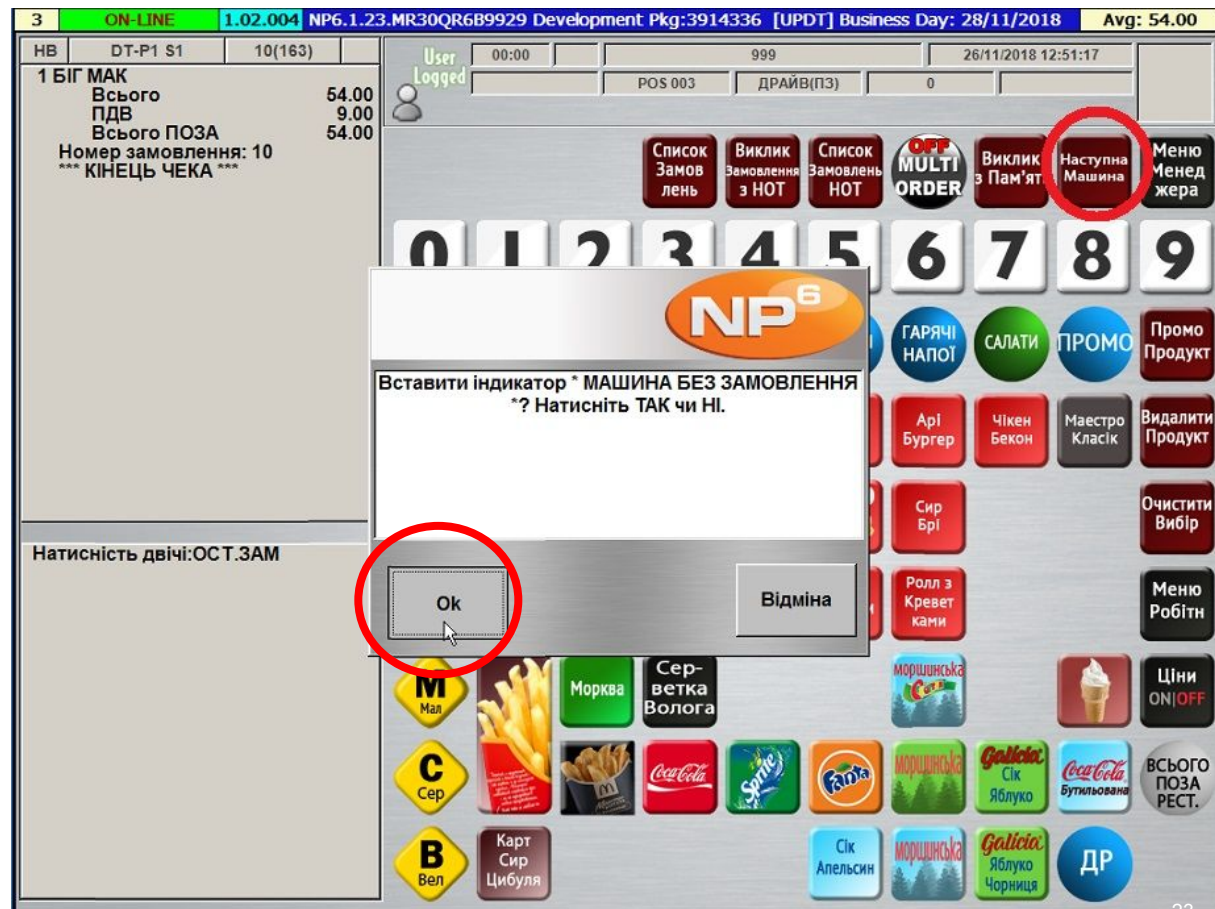 3 ON-LINE 1.02.004 NP6.1.23.MR30QR6B9929 Development Pkg:3914336 [UPDT] Business Day: 28/11/2018 Avg: 54.00
HB DT-P1 S1 10(163)
1 БІГ МАК
Всього 54.00
ПДВ 9.00
Всього ПОЗА 54.00
Номер замовлення: 10
*** КІНЕЦЬ ЧЕКА ***
Натисність двічі:ОСТ.ЗАМ
User Logged
00:00 999 26/11/2018 12:51:17
POS 003 ДРАЙВ(ПЗ) 0
Список Замов лень
Виклик Замовлення з НОТ
Список Замовлень НОТ
OFF MULTI ORDER
Виклик з Пам'яті
Наступна Машина
Меню Менед жера
0 1 2 3 4 5 6 7 8 9
NP6
Вставити індикатор * МАШИНА БЕЗ ЗАМОВЛЕННЯ
*? Натисніть ТАК чи НІ.
Ok Відміна
ГАРЯЧІ НАПОЇ
САЛАТИ
ПРОМО
Промо Продукт
Арі Бургер
Чікен Бекон
Маестро Класік
Видалити Продукт
Сир Брі
Очистити Вибір
Ролл з Кревет ками
Меню Робітн
М Мал
Морква
Сер- ветка Волога
моршинська
Ціни ON|OFF
С Сер
Coca-Cola
Sprite
Fanta
моршинська
Galicia Сік Яблуко
Coca-Cola Бутильована
ВСЬОГО ПОЗА РЕСТ.
В Вел
Карт Сир Цибуля
Сік Апельсин
моршинська
Galicia Яблуко Чорниця
ДР